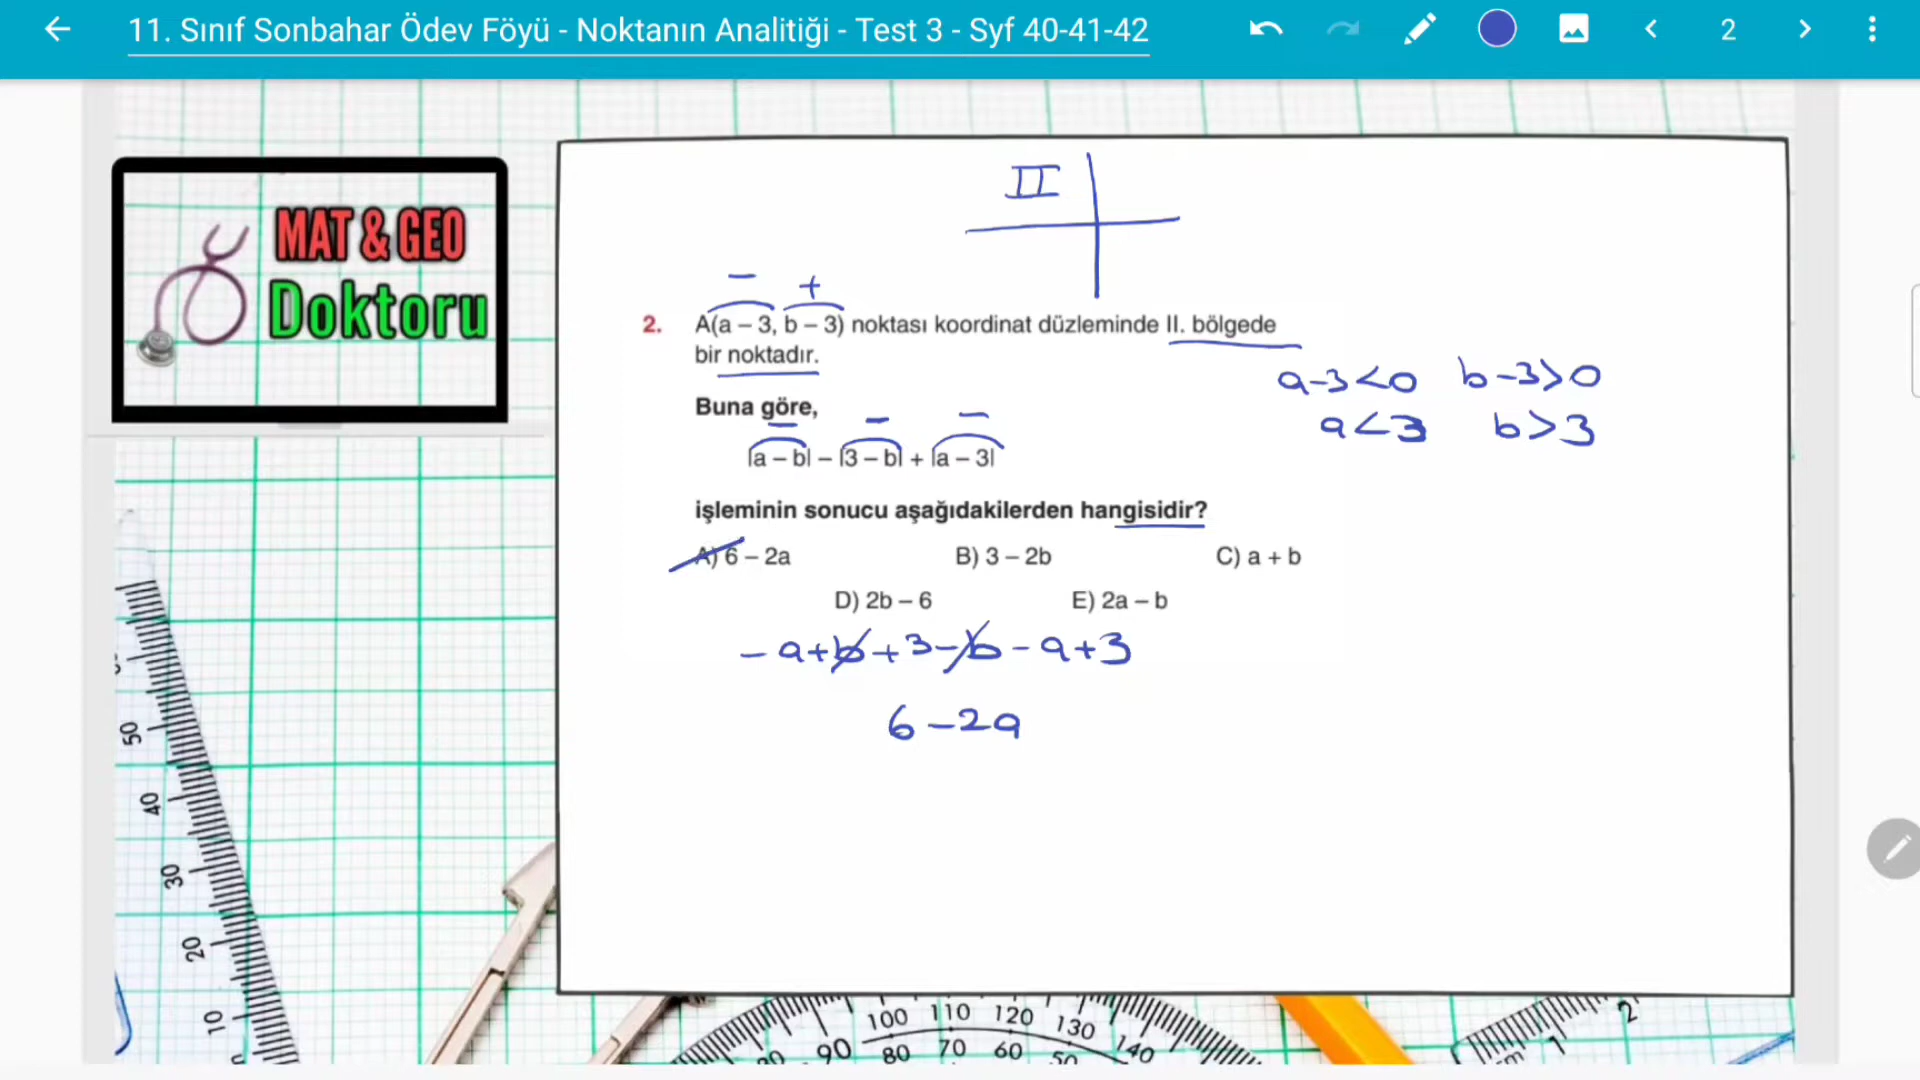 11. Sınıf Sonbahar Ödev Föyü - Noktanın Analitiği - Test 3 - Syf 40-41-42
2
MAT & GEO
Doktoru
II
− +
2. A(a – 3, b – 3) noktası koordinat düzleminde II. bölgede
bir noktadır.
a-3<0 b-3>0
a<3 b>3
Buna göre,
− − −
|a – b| – |3 – b| + |a – 3|
işleminin sonucu aşağıdakilerden hangisidir?
A) 6 – 2a B) 3 – 2b C) a + b
D) 2b – 6 E) 2a – b
-a+b+3-b-a+3
6-2a
50
40
30
20
10
90 100 110 120 130 140
80 70 60 50
1 2